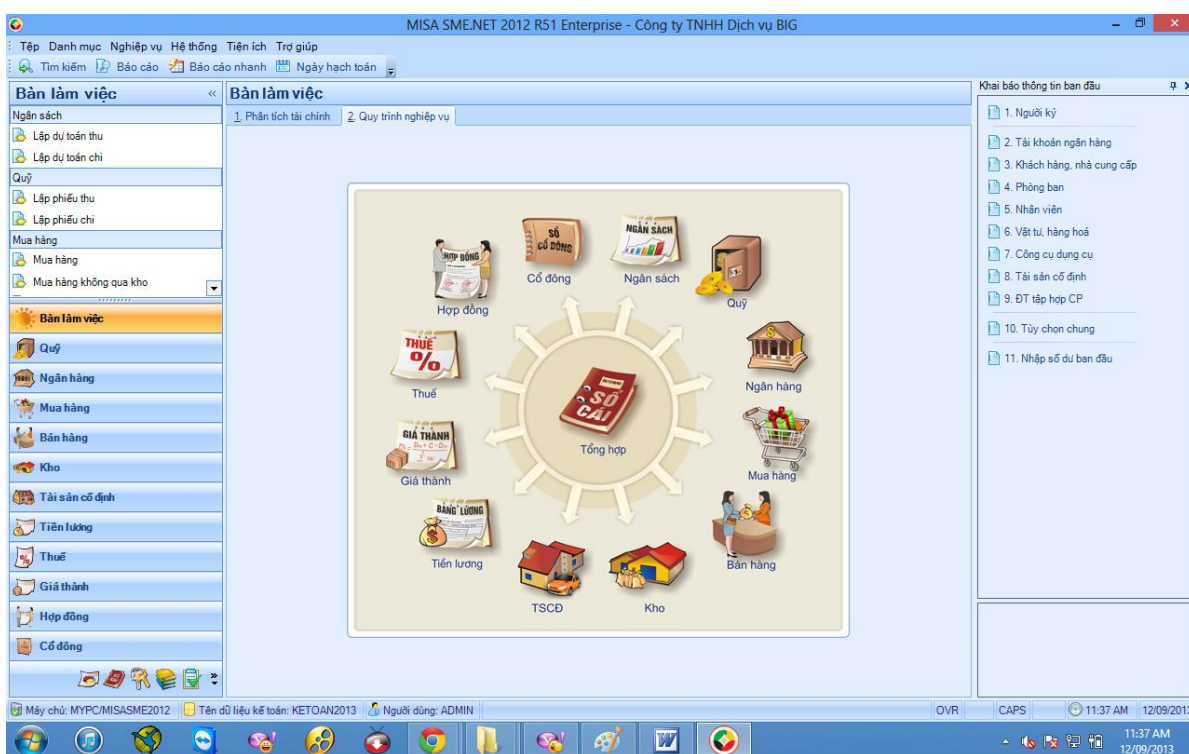 MISA SME.NET 2012 R51 Enterprise - Công ty TNHH Dịch vụ BIG
Tệp Danh mục Nghiệp vụ Hệ thống Tiện ích Trợ giúp
Tìm kiếm Báo cáo Báo cáo nhanh Ngày hạch toán
Bàn làm việc
Ngân sách
Lập dự toán thu
Lập dự toán chi
Quỹ
Lập phiếu thu
Lập phiếu chi
Mua hàng
Mua hàng
Mua hàng không qua kho
Bàn làm việc
Quỹ
Ngân hàng
Mua hàng
Bán hàng
Kho
Tài sản cố định
Tiền lương
Thuế
Giá thành
Hợp đồng
Cổ đông
Bàn làm việc
1. Phân tích tài chính 2. Quy trình nghiệp vụ
HỢP ĐỒNG
Hợp đồng
SỔ
CỔ ĐÔNG
Cổ đông
NGÂN SÁCH
Ngân sách
Quỹ
THUẾ
%
Thuế
Ngân hàng
SỔ
CÁI
Tổng hợp
GIÁ THÀNH
Giá thành
Mua hàng
BẢNG LƯƠNG
Tiền lương
Bán hàng
TSCĐ
Kho
Khai báo thông tin ban đầu
1. Người ký
2. Tài khoản ngân hàng
3. Khách hàng, nhà cung cấp
4. Phòng ban
5. Nhân viên
6. Vật tư, hàng hoá
7. Công cụ dụng cụ
8. Tài sản cố định
9. ĐT tập hợp CP
10. Tùy chọn chung
11. Nhập số dư ban đầu
Máy chủ: MYPC/MISASME2012 Tên dữ liệu kế toán: KETOAN2013 Người dùng: ADMIN OVR CAPS 11:37 AM 12/09/2013
11:37 AM
12/09/2013